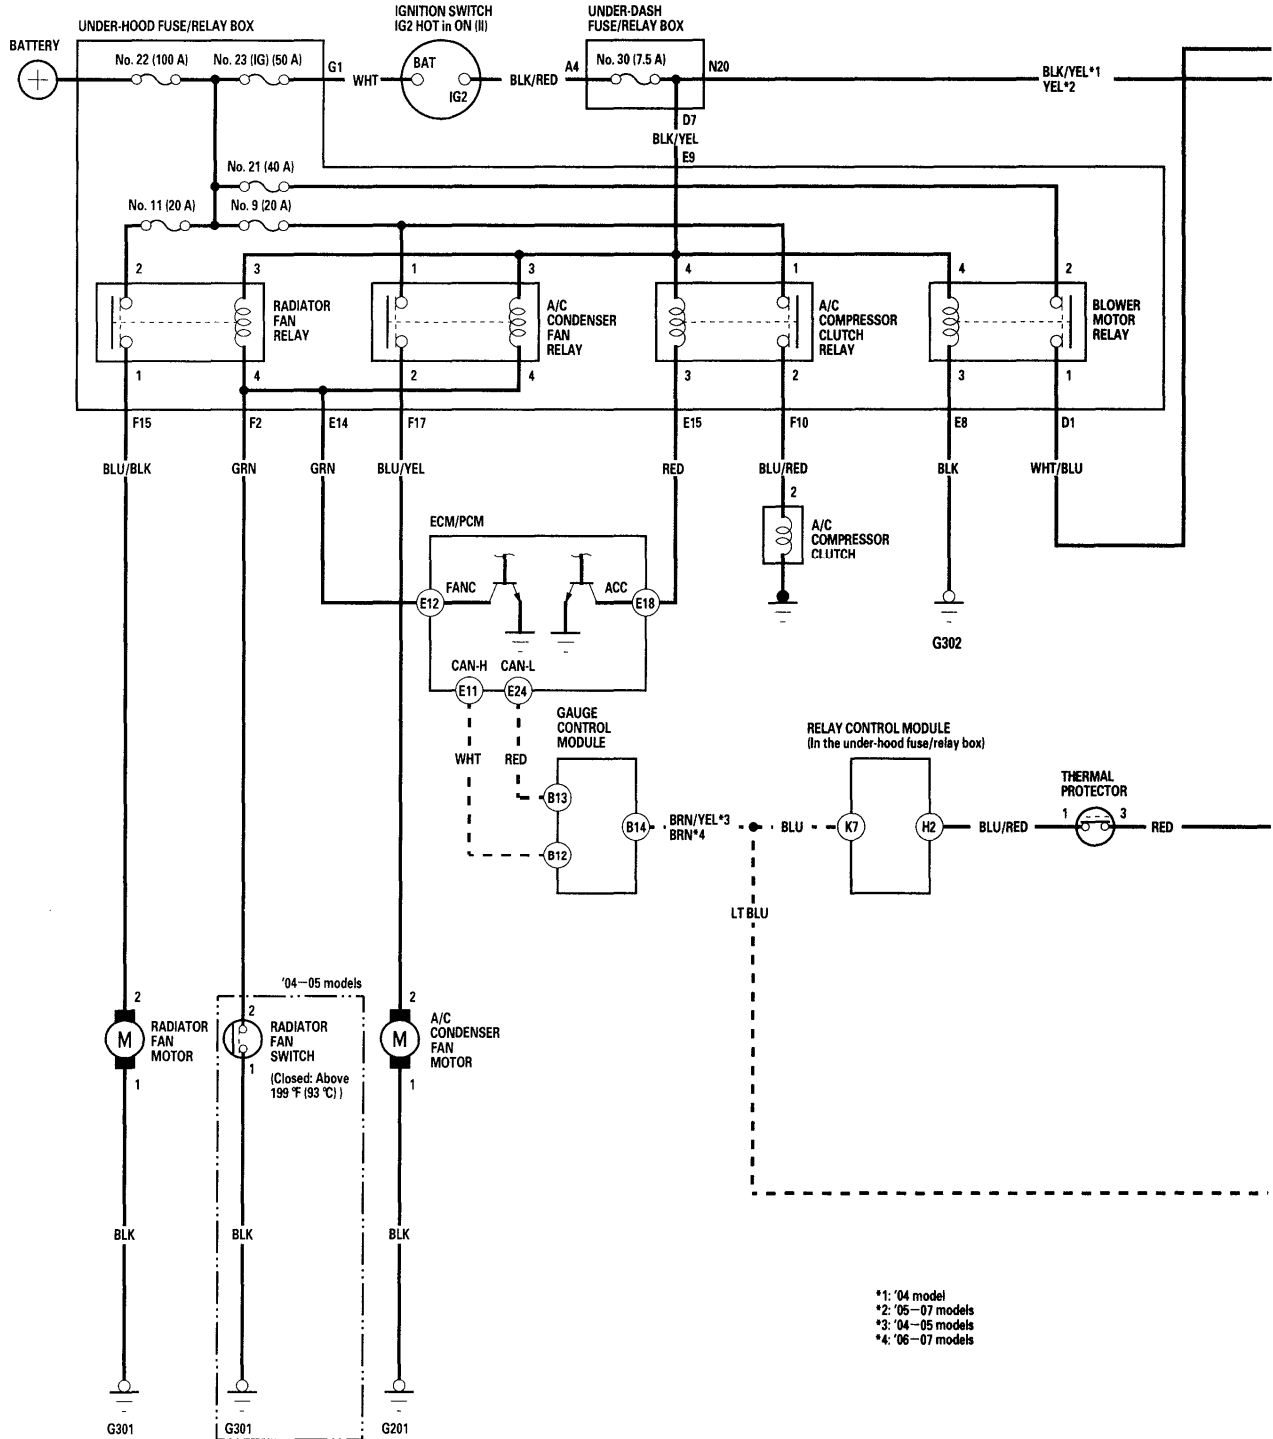 UNDER-HOOD FUSE/RELAY BOX
IGNITION SWITCH
IG2 HOT in ON (II)
UNDER-DASH
FUSE/RELAY BOX
BATTERY
No. 22 (100 A)
No. 23 (IG) (50 A)
G1
WHT
BAT
IG2
BLK/RED
A4
No. 30 (7.5 A)
N20
BLK/YEL*1
YEL*2
D7
BLK/YEL
E9
No. 21 (40 A)
No. 11 (20 A)
No. 9 (20 A)
2
3
1
3
4
1
4
2
RADIATOR
FAN
RELAY
A/C
CONDENSER
FAN
RELAY
A/C
COMPRESSOR
CLUTCH
RELAY
BLOWER
MOTOR
RELAY
1
4
2
4
3
2
3
1
F15
F2
E14
F17
E15
F10
E8
D1
BLU/BLK
GRN
GRN
BLU/YEL
RED
BLU/RED
BLK
WHT/BLU
2
A/C
COMPRESSOR
CLUTCH
ECM/PCM
E12
FANC
ACC
E18
G302
CAN-H
CAN-L
E11
E24
WHT
RED
GAUGE
CONTROL
MODULE
B13
B12
B14
BRN/YEL*3
BRN*4
BLU
LT BLU
RELAY CONTROL MODULE
(In the under-hood fuse/relay box)
K7
H2
BLU/RED
THERMAL
PROTECTOR
1
3
RED
'04—05 models
2
M
RADIATOR
FAN
MOTOR
1
2
RADIATOR
FAN
SWITCH
1
(Closed: Above
199 °F (93 °C) )
2
M
A/C
CONDENSER
FAN
MOTOR
1
BLK
BLK
BLK
G301
G301
G201
*1: '04 model
*2: '05—07 models
*3: '04—05 models
*4: '06—07 models